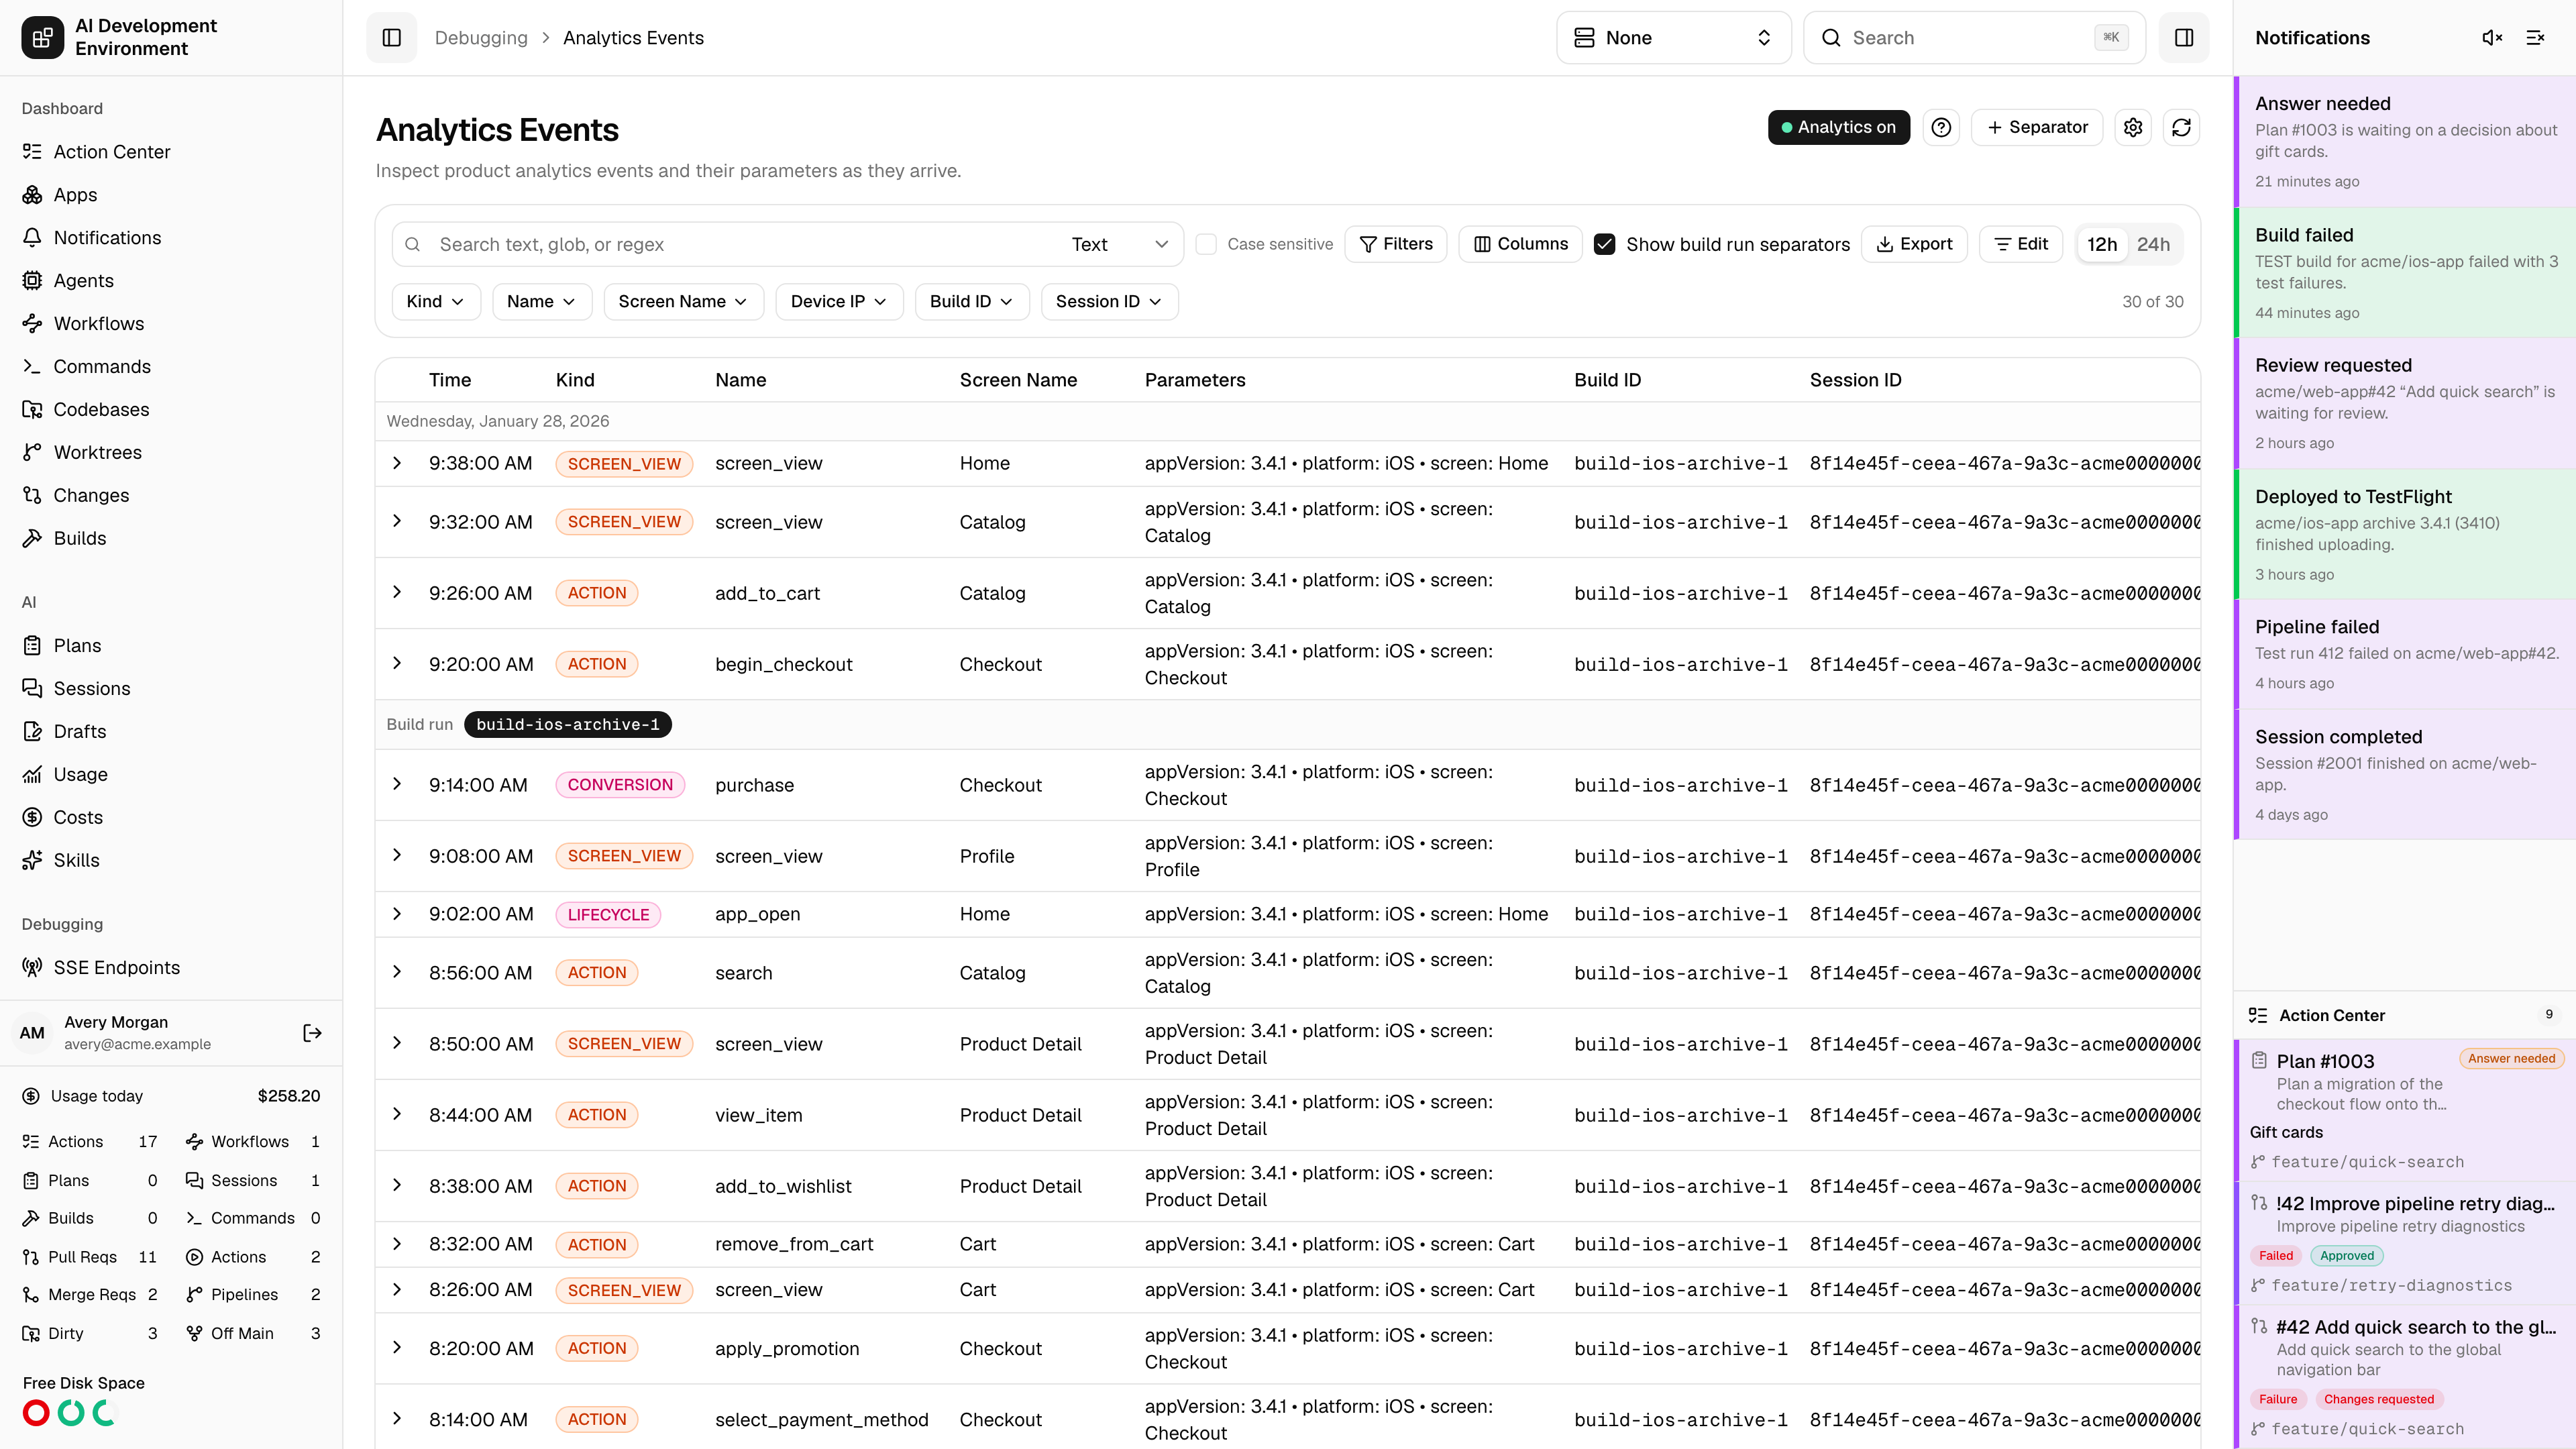 AI Development
Environment
Dashboard
Action Center
Apps
Notifications
Agents
Workflows
Commands
Codebases
Worktrees
Changes
Builds
AI
Plans
Sessions
Drafts
Usage
Costs
Skills
Debugging
SSE Endpoints
AM
Avery Morgan
avery@acme.example
Usage today $258.20
Actions 17 Workflows 1
Plans 0 Sessions 1
Builds 0 Commands 0
Pull Reqs 11 Actions 2
Merge Reqs 2 Pipelines 2
Dirty 3 Off Main 3
Free Disk Space
Debugging > Analytics Events
None
Search ⌘K
Analytics Events
Inspect product analytics events and their parameters as they arrive.
Analytics on
+ Separator
Search text, glob, or regex Text
Case sensitive
Filters
Columns
Show build run separators
Export
Edit
12h 24h
Kind Name Screen Name Device IP Build ID Session ID
30 of 30
Time Kind Name Screen Name Parameters Build ID Session ID
Wednesday, January 28, 2026
9:38:00 AM SCREEN_VIEW screen_view Home appVersion: 3.4.1 • platform: iOS • screen: Home build-ios-archive-1 8f14e45f-ceea-467a-9a3c-acme0000000
9:32:00 AM SCREEN_VIEW screen_view Catalog appVersion: 3.4.1 • platform: iOS • screen:
Catalog build-ios-archive-1 8f14e45f-ceea-467a-9a3c-acme0000000
9:26:00 AM ACTION add_to_cart Catalog appVersion: 3.4.1 • platform: iOS • screen:
Catalog build-ios-archive-1 8f14e45f-ceea-467a-9a3c-acme0000000
9:20:00 AM ACTION begin_checkout Checkout appVersion: 3.4.1 • platform: iOS • screen:
Checkout build-ios-archive-1 8f14e45f-ceea-467a-9a3c-acme0000000
Build run build-ios-archive-1
9:14:00 AM CONVERSION purchase Checkout appVersion: 3.4.1 • platform: iOS • screen:
Checkout build-ios-archive-1 8f14e45f-ceea-467a-9a3c-acme0000000
9:08:00 AM SCREEN_VIEW screen_view Profile appVersion: 3.4.1 • platform: iOS • screen:
Profile build-ios-archive-1 8f14e45f-ceea-467a-9a3c-acme0000000
9:02:00 AM LIFECYCLE app_open Home appVersion: 3.4.1 • platform: iOS • screen: Home build-ios-archive-1 8f14e45f-ceea-467a-9a3c-acme0000000
8:56:00 AM ACTION search Catalog appVersion: 3.4.1 • platform: iOS • screen:
Catalog build-ios-archive-1 8f14e45f-ceea-467a-9a3c-acme0000000
8:50:00 AM SCREEN_VIEW screen_view Product Detail appVersion: 3.4.1 • platform: iOS • screen:
Product Detail build-ios-archive-1 8f14e45f-ceea-467a-9a3c-acme0000000
8:44:00 AM ACTION view_item Product Detail appVersion: 3.4.1 • platform: iOS • screen:
Product Detail build-ios-archive-1 8f14e45f-ceea-467a-9a3c-acme0000000
8:38:00 AM ACTION add_to_wishlist Product Detail appVersion: 3.4.1 • platform: iOS • screen:
Product Detail build-ios-archive-1 8f14e45f-ceea-467a-9a3c-acme0000000
8:32:00 AM ACTION remove_from_cart Cart appVersion: 3.4.1 • platform: iOS • screen: Cart build-ios-archive-1 8f14e45f-ceea-467a-9a3c-acme0000000
8:26:00 AM SCREEN_VIEW screen_view Cart appVersion: 3.4.1 • platform: iOS • screen: Cart build-ios-archive-1 8f14e45f-ceea-467a-9a3c-acme0000000
8:20:00 AM ACTION apply_promotion Checkout appVersion: 3.4.1 • platform: iOS • screen:
Checkout build-ios-archive-1 8f14e45f-ceea-467a-9a3c-acme0000000
8:14:00 AM ACTION select_payment_method Checkout appVersion: 3.4.1 • platform: iOS • screen:
Checkout build-ios-archive-1 8f14e45f-ceea-467a-9a3c-acme0000000
Notifications
Answer needed
Plan #1003 is waiting on a decision about
gift cards.
21 minutes ago
Build failed
TEST build for acme/ios-app failed with 3
test failures.
44 minutes ago
Review requested
acme/web-app#42 “Add quick search” is
waiting for review.
2 hours ago
Deployed to TestFlight
acme/ios-app archive 3.4.1 (3410)
finished uploading.
3 hours ago
Pipeline failed
Test run 412 failed on acme/web-app#42.
4 hours ago
Session completed
Session #2001 finished on acme/web-
app.
4 days ago
Action Center 9
Plan #1003 Answer needed
Plan a migration of the
checkout flow onto th...
Gift cards
feature/quick-search
!42 Improve pipeline retry diag...
Improve pipeline retry diagnostics
Failed Approved
feature/retry-diagnostics
#42 Add quick search to the gl...
Add quick search to the global
navigation bar
Failure Changes requested
feature/quick-search